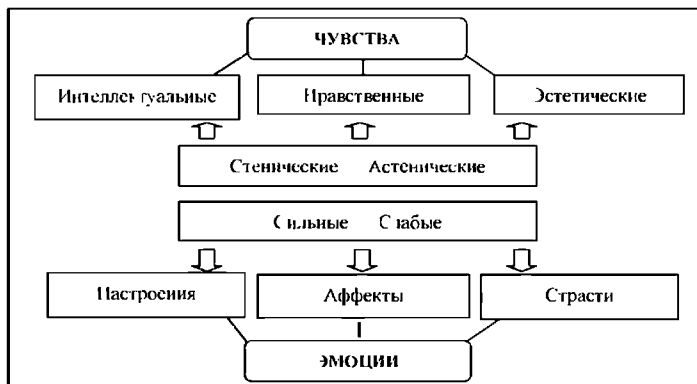 ЧУВСТВА
Интеллектуальные Нравственные Эстетические
Стенические Астенические
Сильные Слабые
Настроения Аффекты Страсти
ЭМОЦИИ